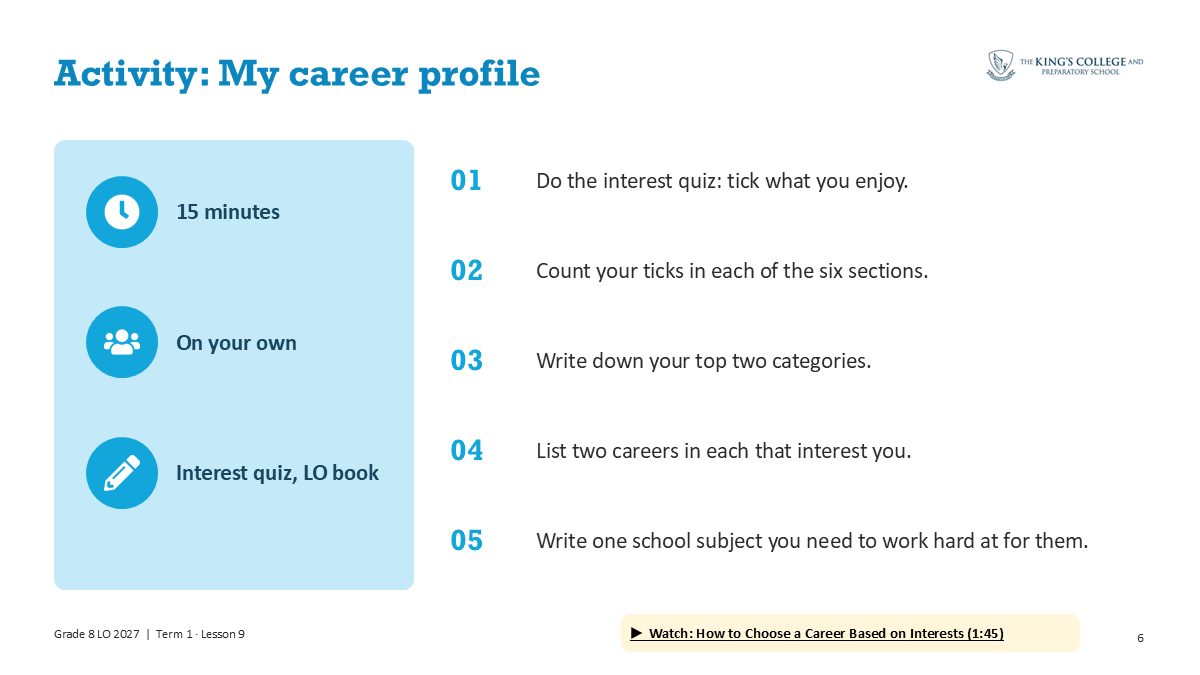 Activity: My career profile
THE KING'S COLLEGE AND
PREPARATORY SCHOOL
15 minutes
On your own
Interest quiz, LO book
01 Do the interest quiz: tick what you enjoy.
02 Count your ticks in each of the six sections.
03 Write down your top two categories.
04 List two careers in each that interest you.
05 Write one school subject you need to work hard at for them.
Grade 8 LO 2027 | Term 1 · Lesson 9
▶ Watch: How to Choose a Career Based on Interests (1:45)
6